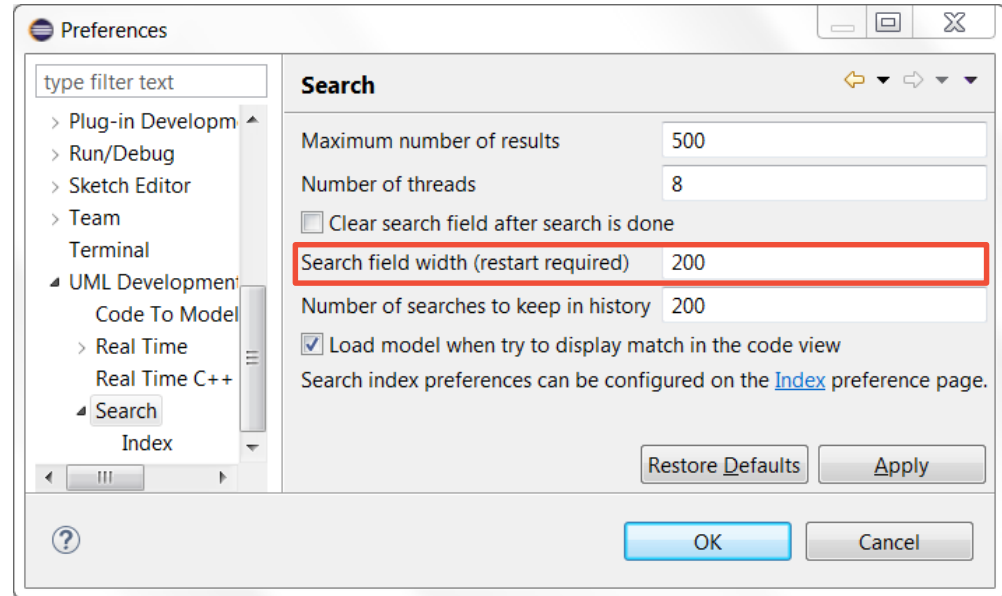 Preferences
type filter text
Plug-in Developm
Run/Debug
Sketch Editor
Team
Terminal
UML Development
Code To Model
Real Time
Real Time C++
Search
Index
Search
Maximum number of results 500
Number of threads 8
Clear search field after search is done
Search field width (restart required) 200
Number of searches to keep in history 200
Load model when try to display match in the code view
Search index preferences can be configured on the Index preference page.
Restore Defaults Apply
? OK Cancel